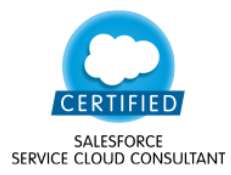 CERTIFIED
SALESFORCE
SERVICE CLOUD CONSULTANT